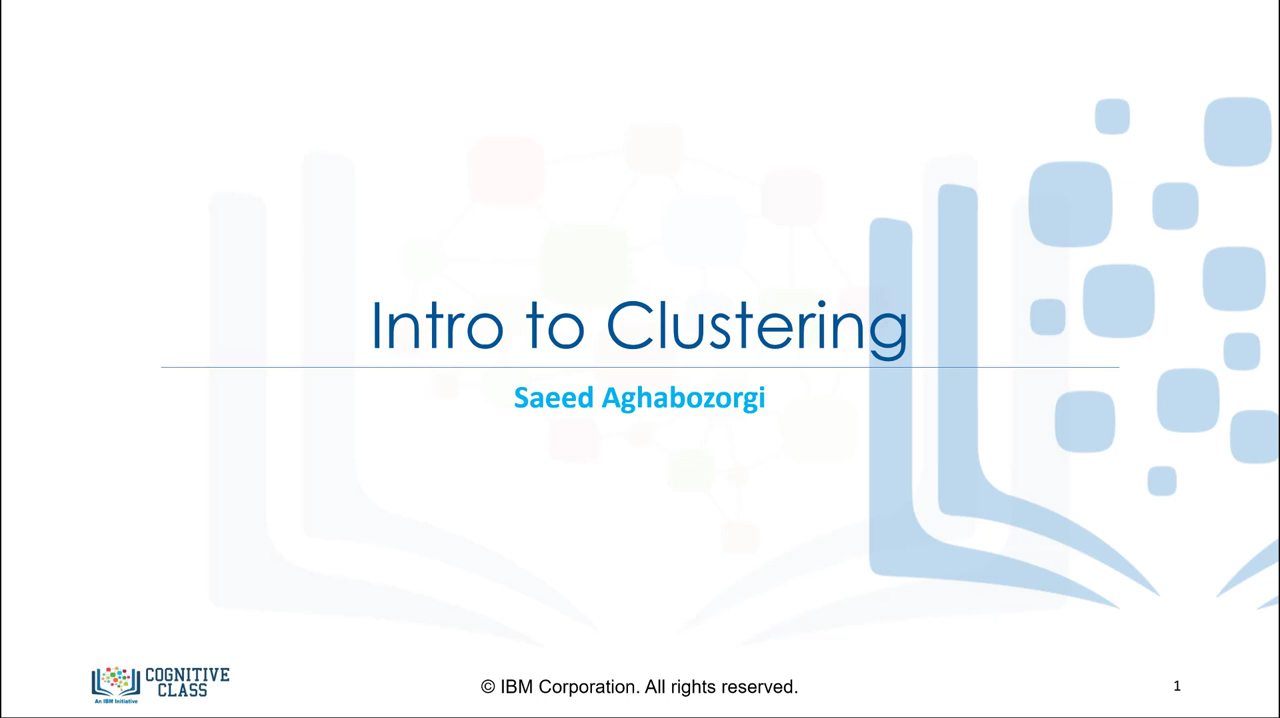 Intro to Clustering
Saeed Aghabozorgi
COGNITIVE
CLASS
An IBM Initiative
© IBM Corporation. All rights reserved.
1